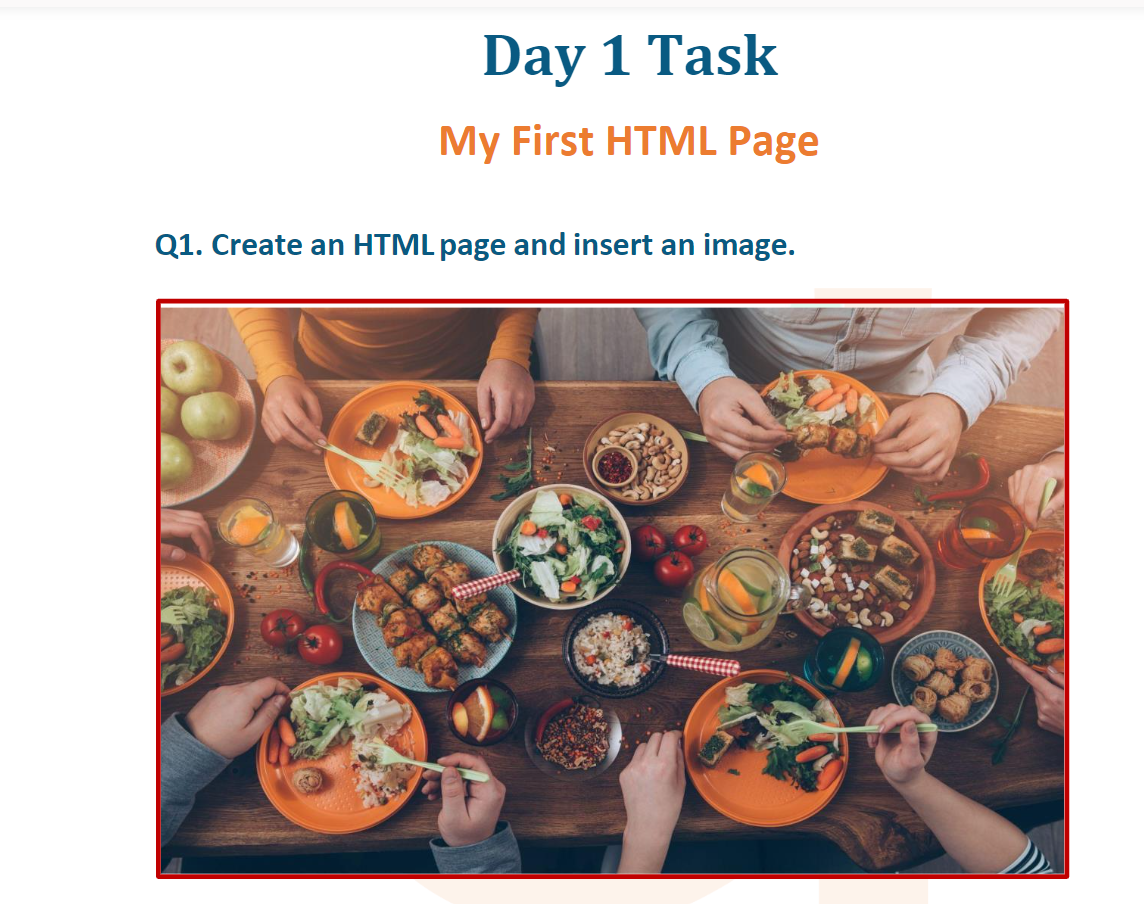 Day 1 Task
My First HTML Page
Q1. Create an HTML page and insert an image.